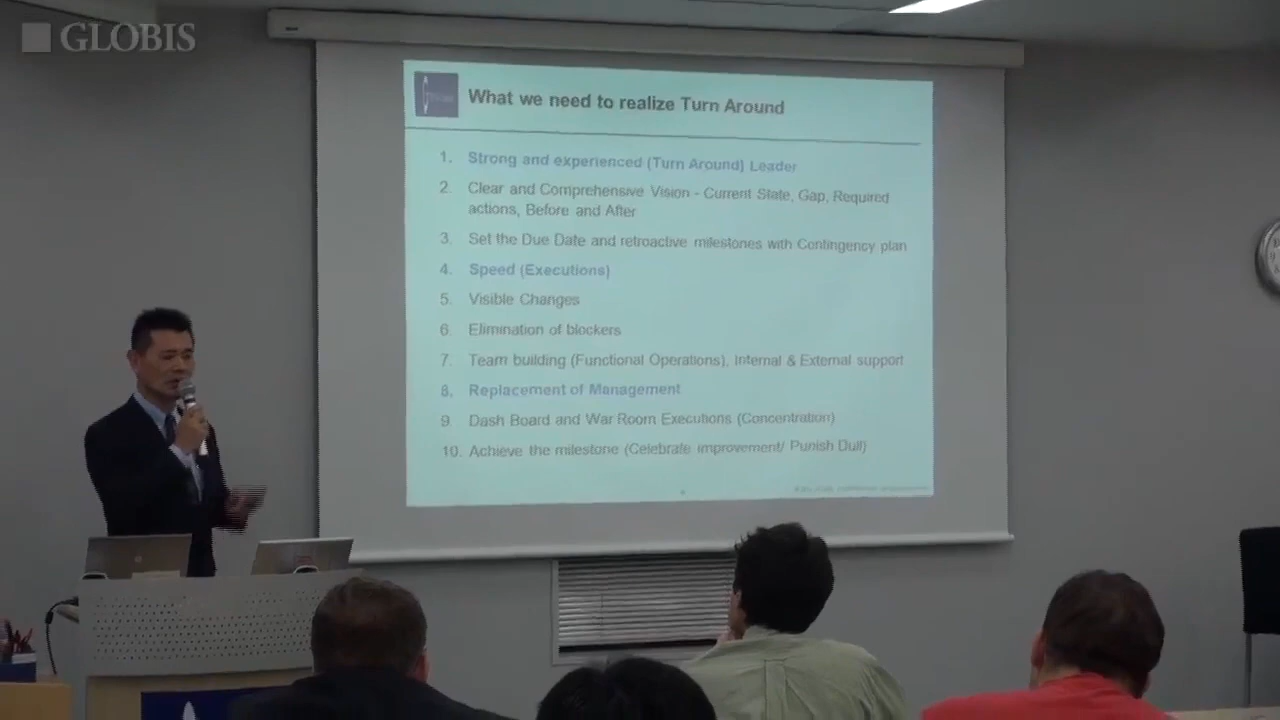 GLOBIS
What we need to realize Turn Around
1. Strong and experienced (Turn Around) Leader
2. Clear and Comprehensive Vision - Current State, Gap, Required
actions, Before and After
3. Set the Due Date and retroactive milestones with Contingency plan
4. Speed (Executions)
5. Visible Changes
6. Elimination of blockers
7. Team building (Functional Operations), Internal & External support
8. Replacement of Management
9. Dash Board and War Room Executions (Concentration)
10. Achieve the milestone (Celebrate improvement/ Punish Dull)